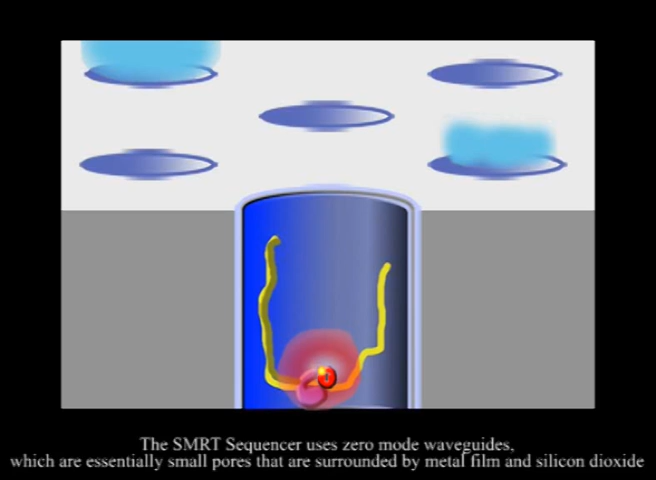 The SMRT Sequencer uses zero mode waveguides,
which are essentially small pores that are surrounded by metal film and silicon dioxide